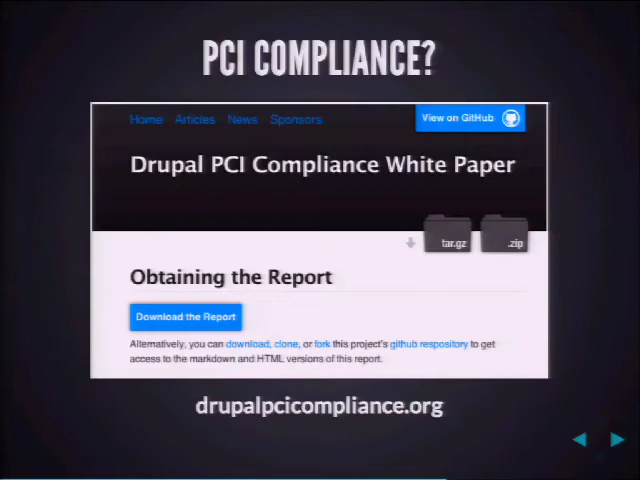 PCI COMPLIANCE?
Home Articles News Sponsors
View on GitHub
Drupal PCI Compliance White Paper
tar.gz .zip
Obtaining the Report
Download the Report
Alternatively, you can download, clone, or fork this project's github respository to get
access to the markdown and HTML versions of this report.
drupalpcicompliance.org